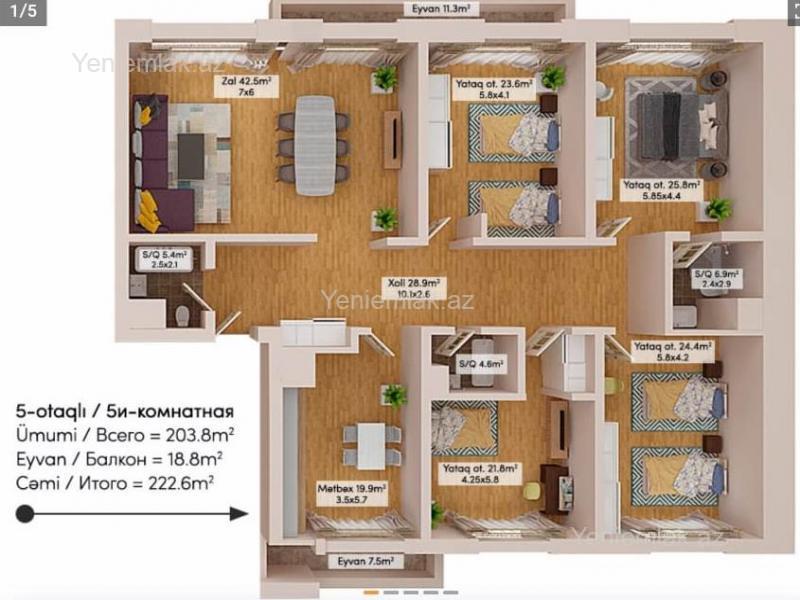 1/5
Eyvan 11.3m²
Yeniemlak.az
Zal 42.5m²
7x6
Yataq ot. 23.6m²
5.8x4.1
Yataq ot. 25.8m²
5.85x4.4
S/Q 5.4m²
2.5x2.1
Xoll 28.9m²
10.1x2.6
Yeniemlak.az
S/Q 6.9m²
2.4x2.9
S/Q 4.6m²
Yataq ot. 24.4m²
5.8x4.2
5-otaqlı / 5и-комнатная
Ümumi / Всего = 203.8m²
Eyvan / Балкон = 18.8m²
Cəmi / Итого = 222.6m²
Mətbəx 19.9m²
3.5x5.7
Yataq ot. 21.8m²
4.25x5.8
Yeniemlak.az
Eyvan 7.5m²